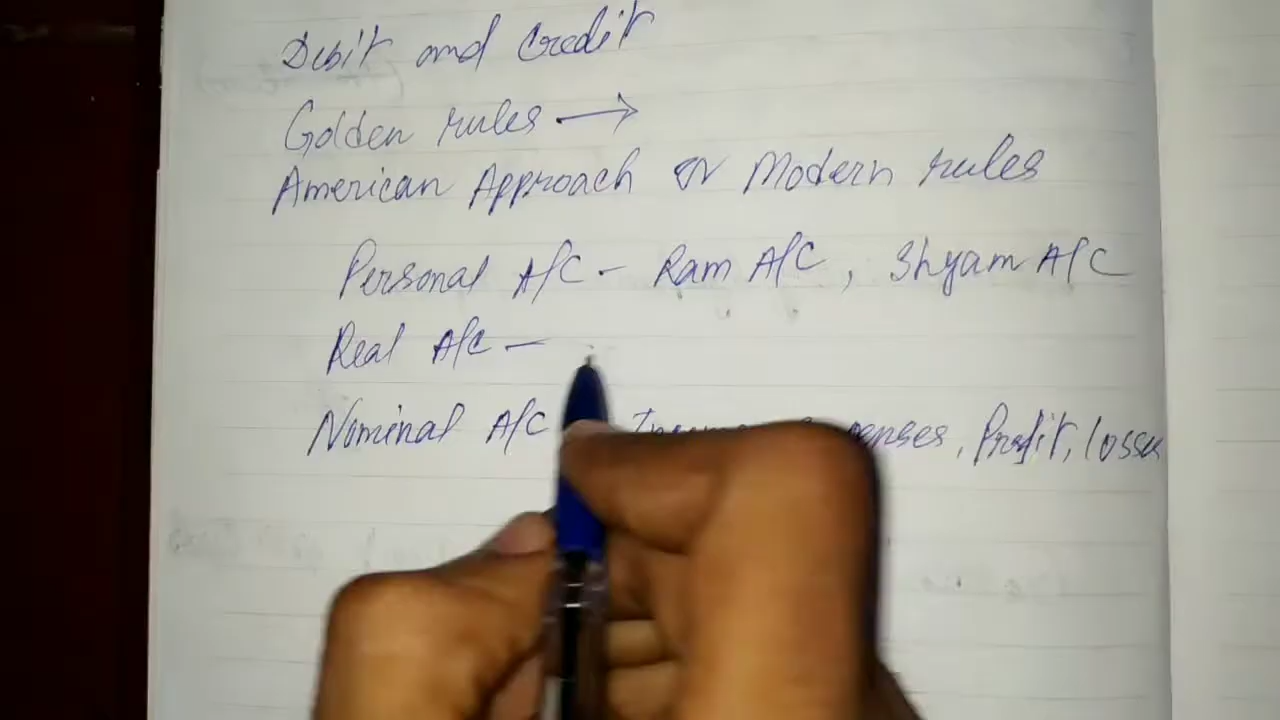 Debit and Credit
Golden rules →
American Approach or Modern rules
Personal A/C - Ram A/C, Shyam A/C
Real A/C -
Nominal A/C Profit, losses